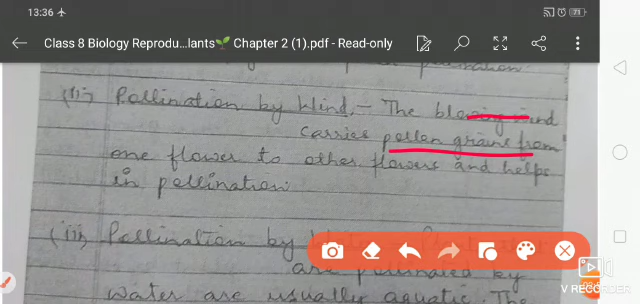 13:36
Class 8 Biology Reprodu...lants🌱 Chapter 2 (1).pdf - Read-only
pollination
(ii) Pollination by Wind.- The blowing wind
carries pollen grains from
one flower to other flowers and helps
in pollination.
(iii) Pollination by
are pollinated by
water are usually aquatic. The
V RECORDER